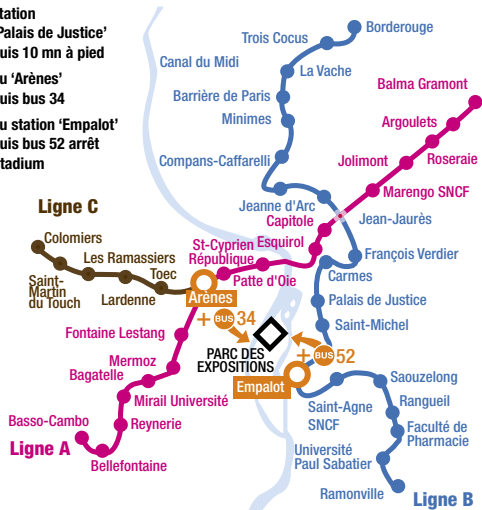 tation
Palais de Justice’
uis 10 mn à pied
u ‘Arènes’
uis bus 34
u station ‘Empalot’
uis bus 52 arrêt
tadium
Borderouge
Trois Cocus
Canal du Midi
La Vache
Balma Gramont
Barrière de Paris
Argoulets
Minimes
Compans-Caffarelli
Jolimont
Roseraie
Marengo SNCF
Jeanne d'Arc
Ligne C
Capitole
Jean-Jaurès
Colomiers
St-Cyprien
République
Esquirol
François Verdier
Les Ramassiers
Saint-
Martin
du Touch
Toec
Patte d'Oie
Carmes
Lardenne
Arènes
Palais de Justice
+ BUS 34
Saint-Michel
Fontaine Lestang
PARC DES
EXPOSITIONS
+ BUS 52
Mermoz
Bagatelle
Empalot
Saouzelong
Mirail Université
Rangueil
Basso-Cambo
Reynerie
Saint-Agne
SNCF
Faculté de
Pharmacie
Ligne A
Bellefontaine
Université
Paul Sabatier
Ramonville
Ligne B